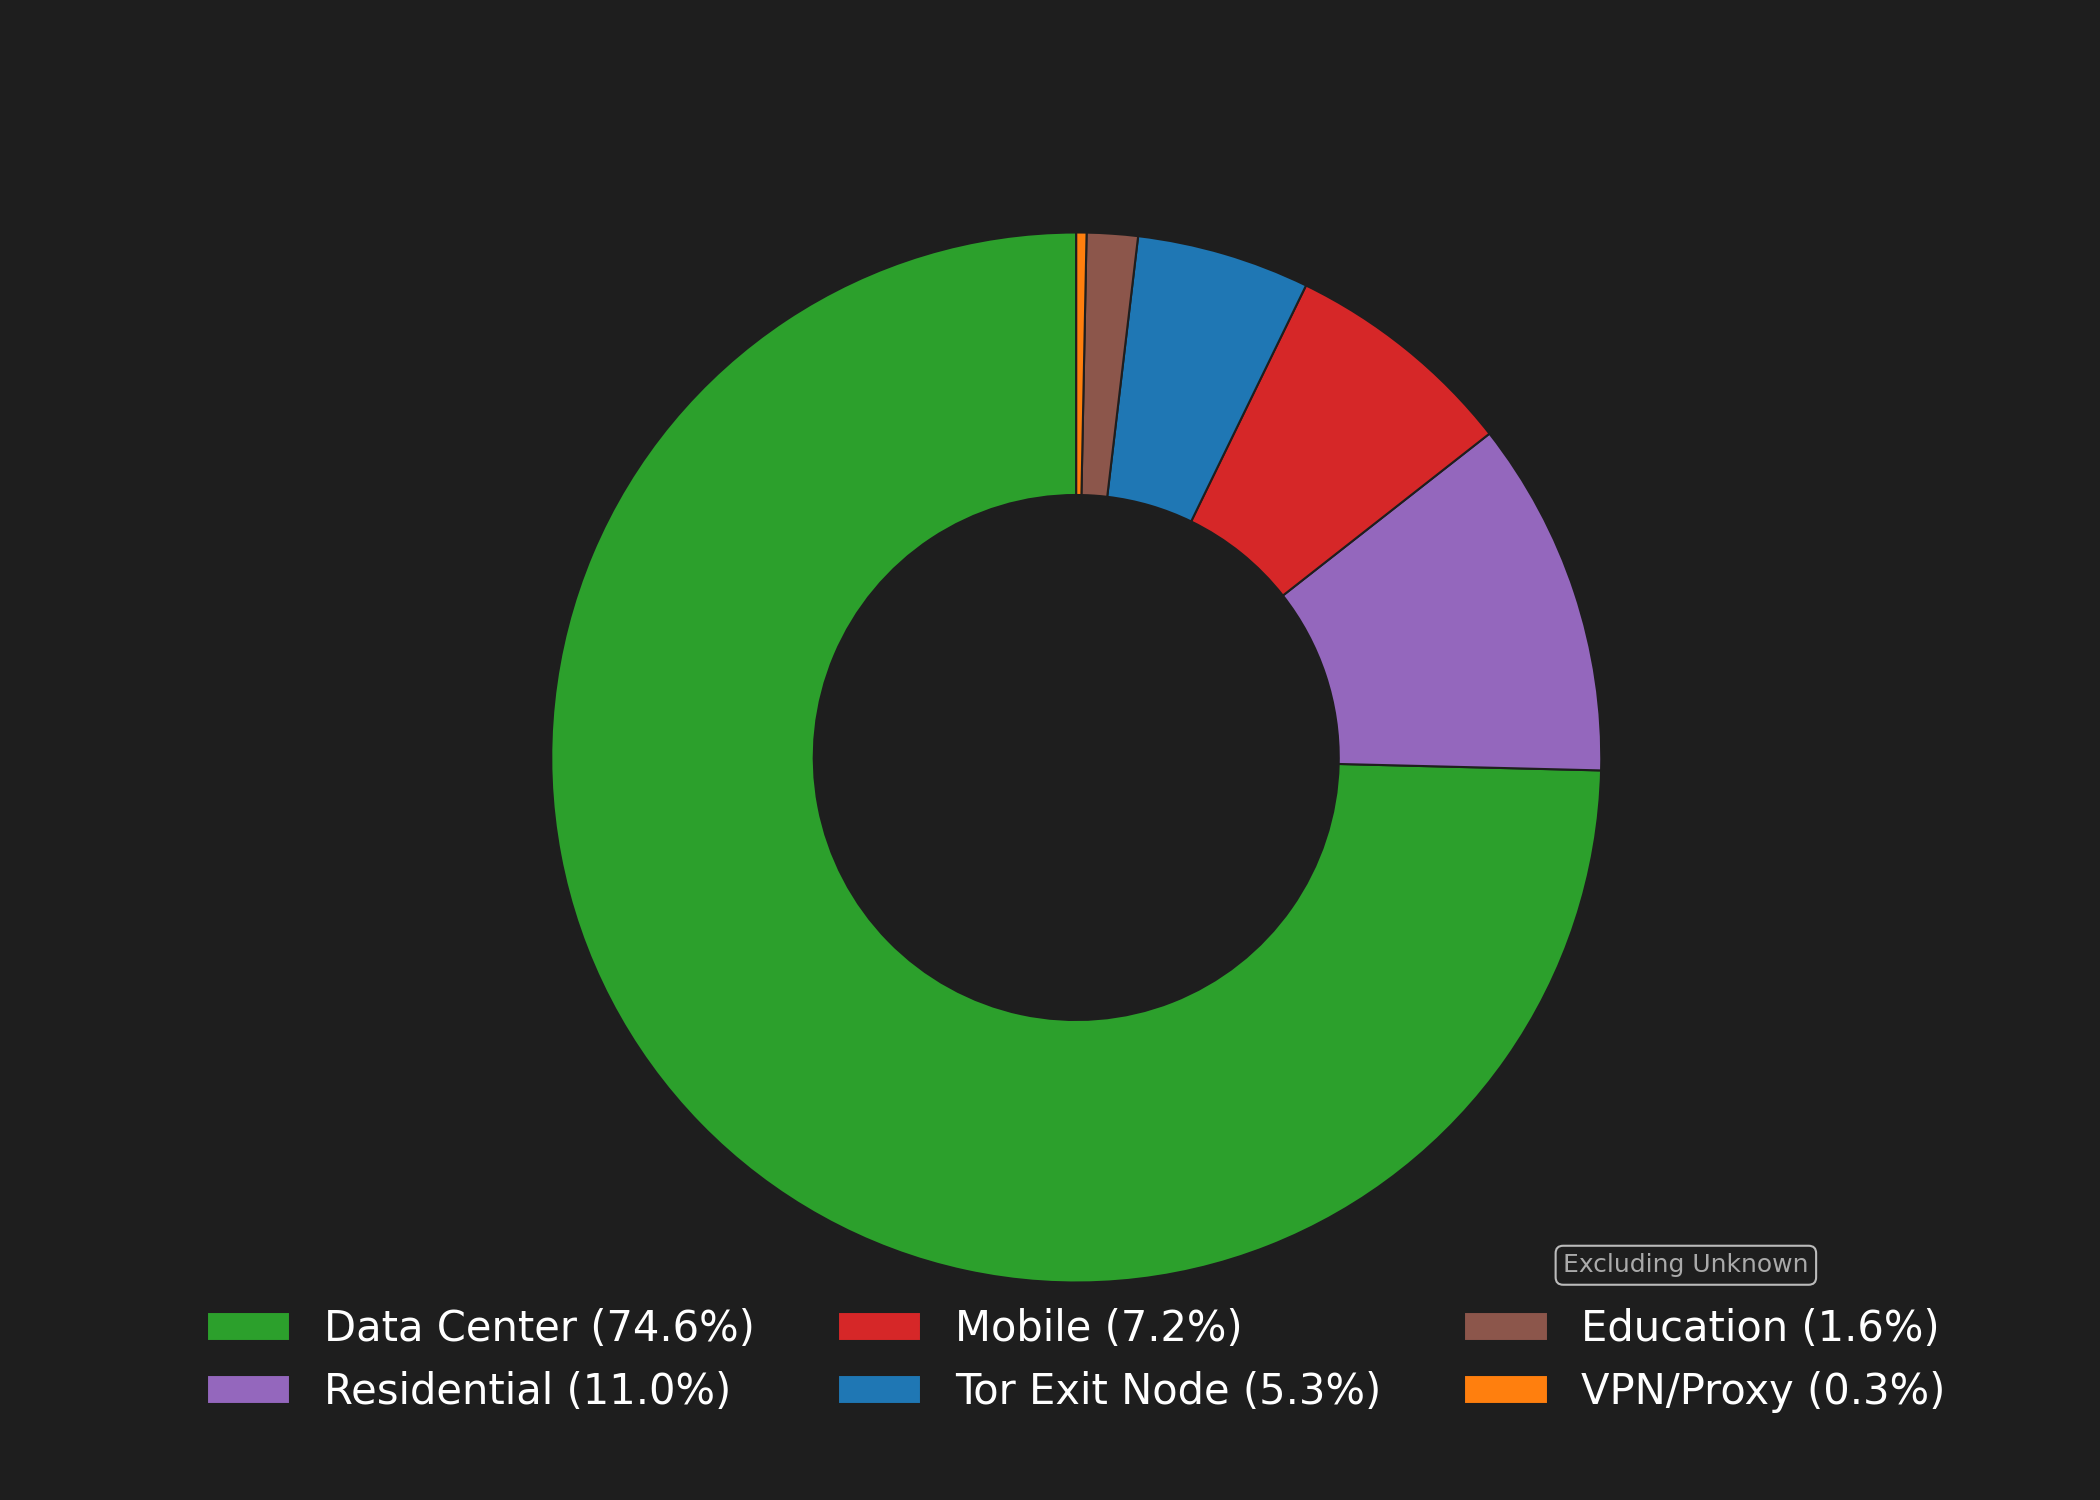 Excluding Unknown
Data Center (74.6%)
Residential (11.0%)
Mobile (7.2%)
Tor Exit Node (5.3%)
Education (1.6%)
VPN/Proxy (0.3%)